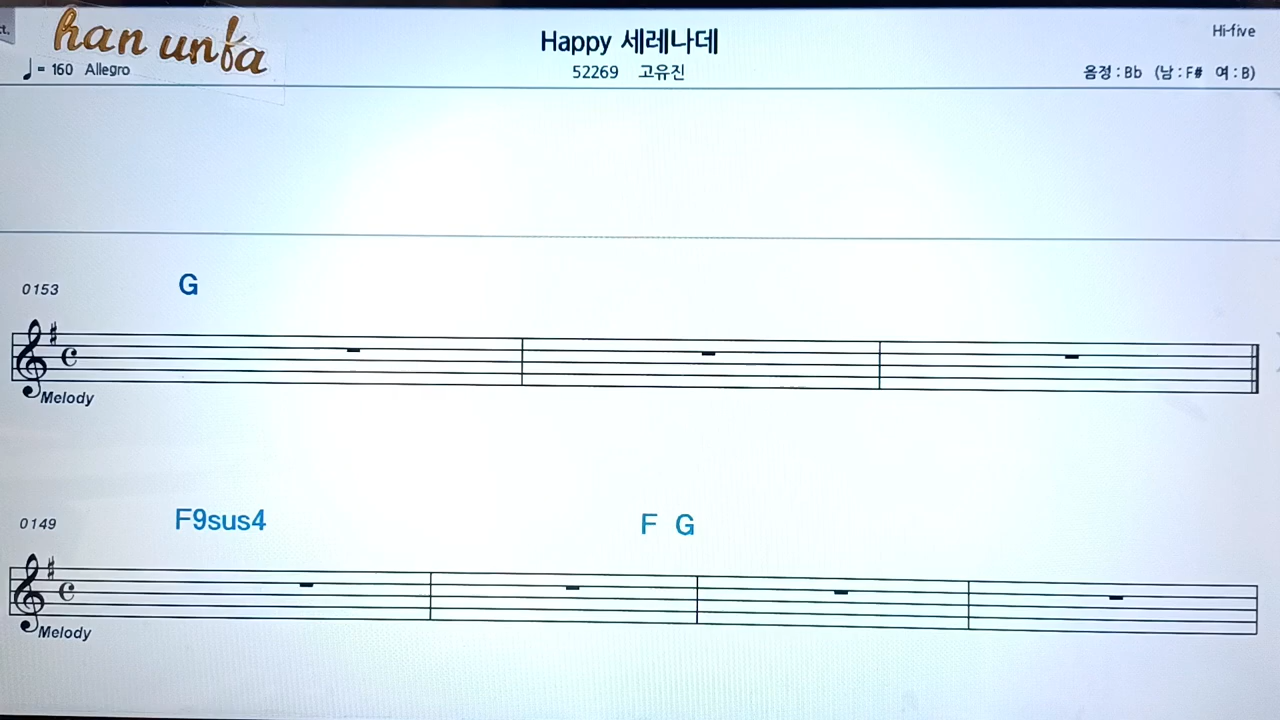 han unfa
♩ = 160 Allegro
Happy 세레나데
52269 고유진
Hi-five
음정 : Bb (남 : F# 여 : B)
0153
G
Melody
0149
F9sus4
F G
Melody